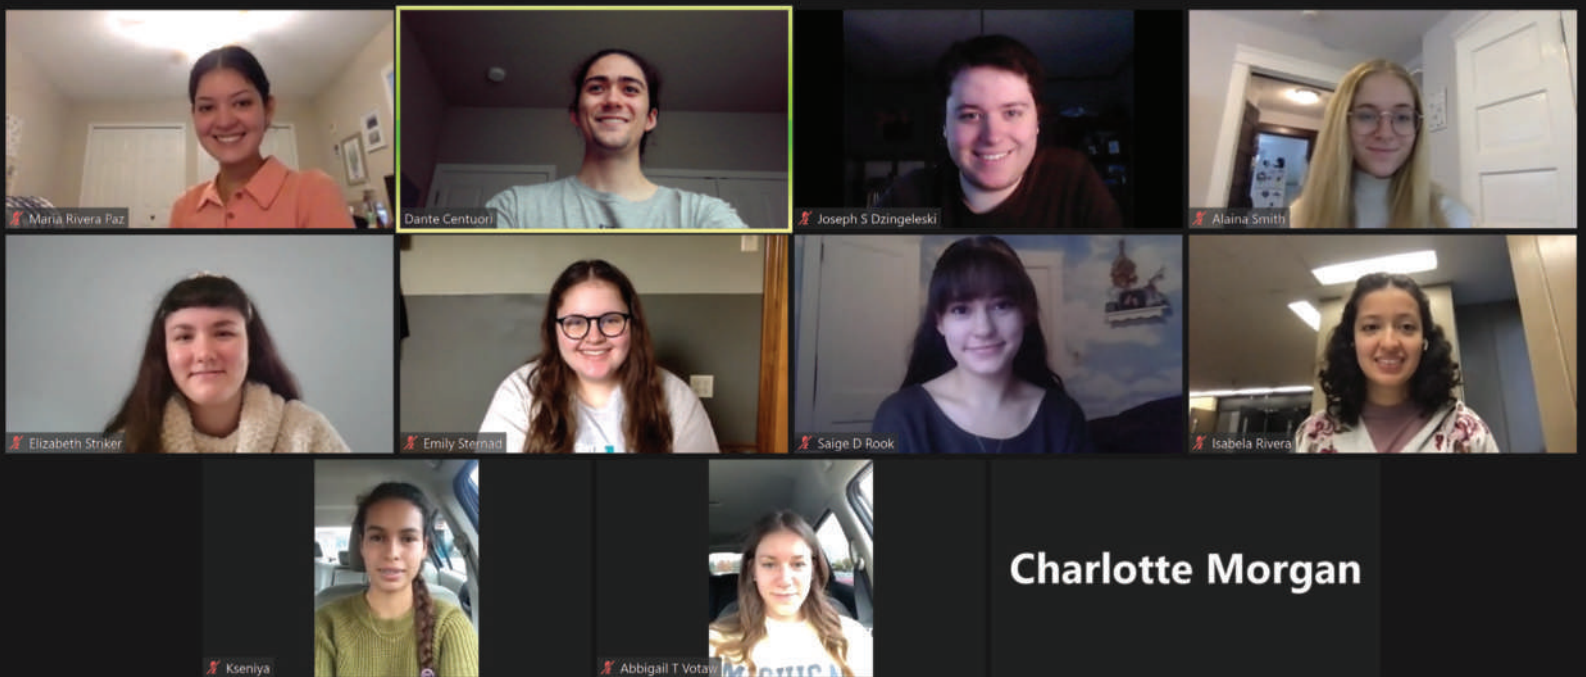 Maria Rivera Paz
Dante Centuori
Joseph S Dzingeleski
Alaina Smith
Elizabeth Striker
Emily Sternad
Saige D Rook
Isabela Rivera
Kseniya
Abbigail T Votaw
Charlotte Morgan